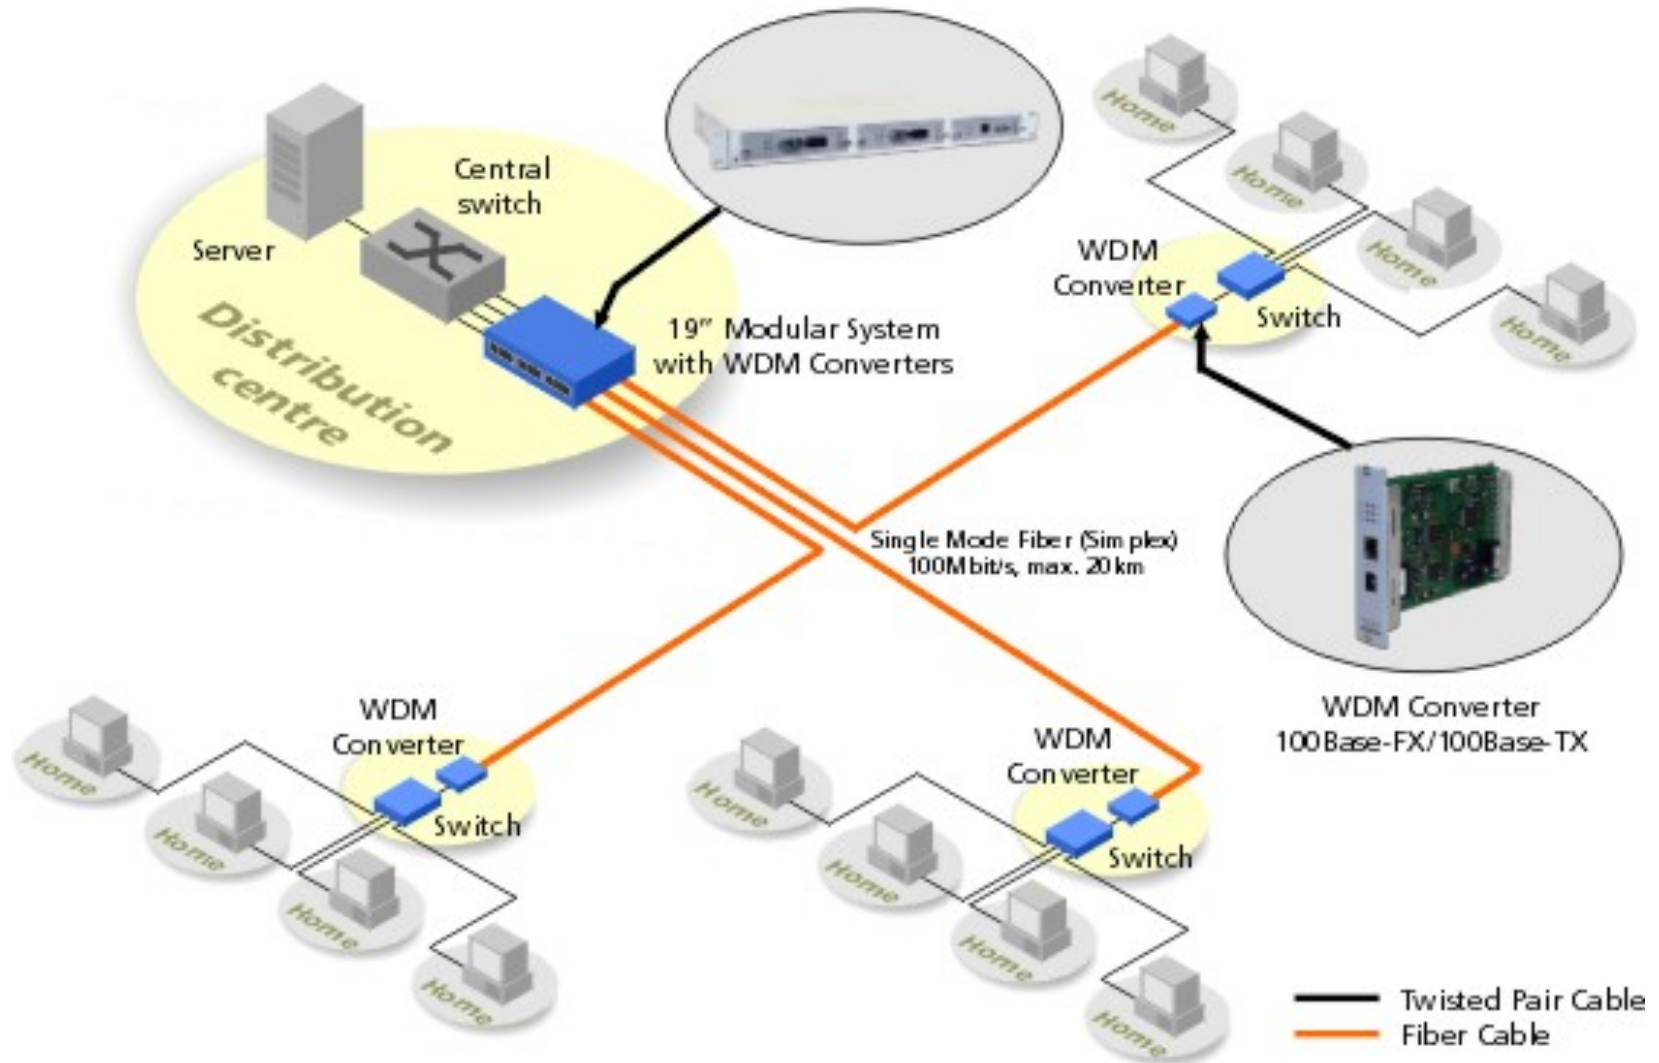 Central
switch
Server
Distribution
centre
19” Modular System
with WDM Converters
WDM
Converter
Switch
Home
Home
Home
Home
Single Mode Fiber (Simplex)
100Mbit/s, max. 20km
WDM Converter
100Base-FX/100Base-TX
WDM
Converter
Switch
Home
Home
Home
Home
WDM
Converter
Switch
Home
Home
Home
Home
Twisted Pair Cable
Fiber Cable